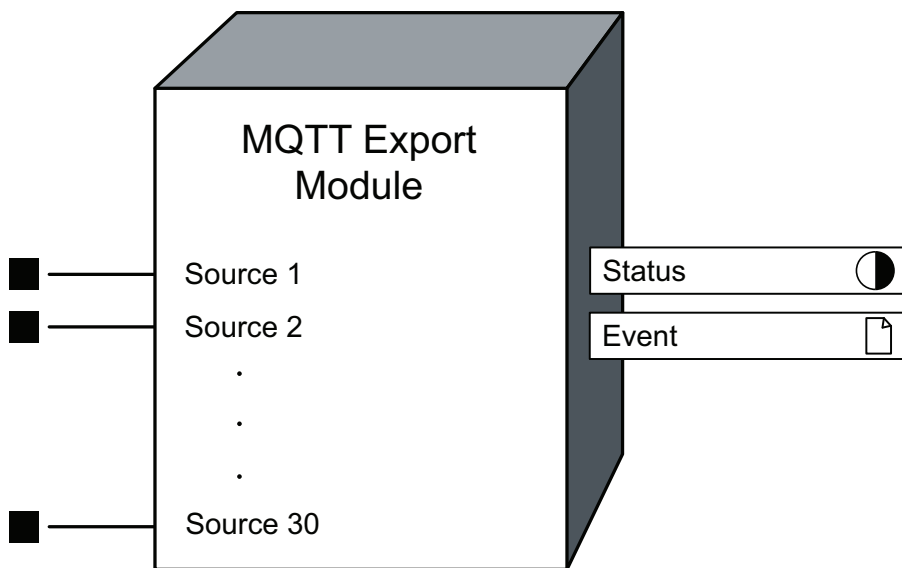 MQTT Export
Module
Source 1
Source 2
.
.
.
Source 30
Status
Event